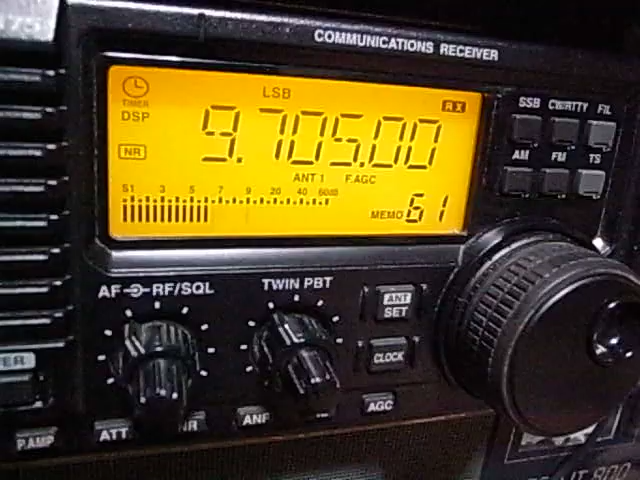 COMMUNICATIONS RECEIVER
LSB
RX
TIMER
DSP
9.705.00
NR
ANT 1 F.AGC
S1 3 5 7 9 20 40 60dB
MEMO 61
SSB CW/RTTY FIL
AM FM TS
AF RF/SQL
TWIN PBT
ANT
SET
CLOCK
AGC
P.AMP
ATT
NR
ANF